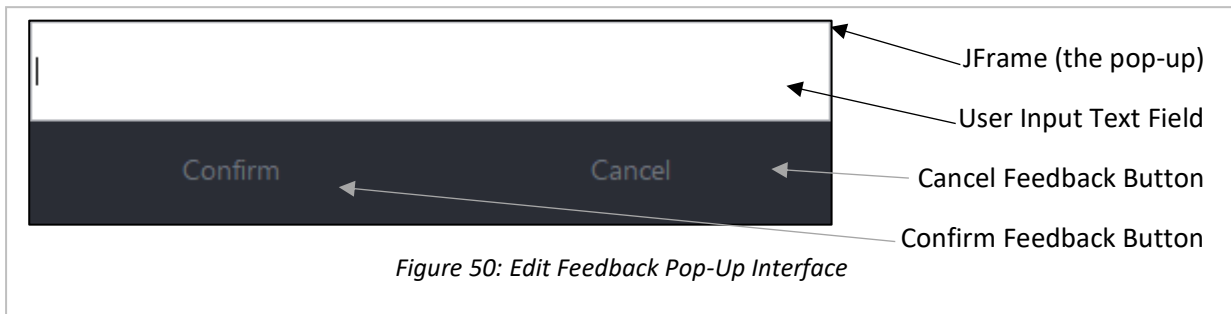 JFrame (the pop-up)
User Input Text Field
Confirm Cancel
Cancel Feedback Button
Confirm Feedback Button
Figure 50: Edit Feedback Pop-Up Interface